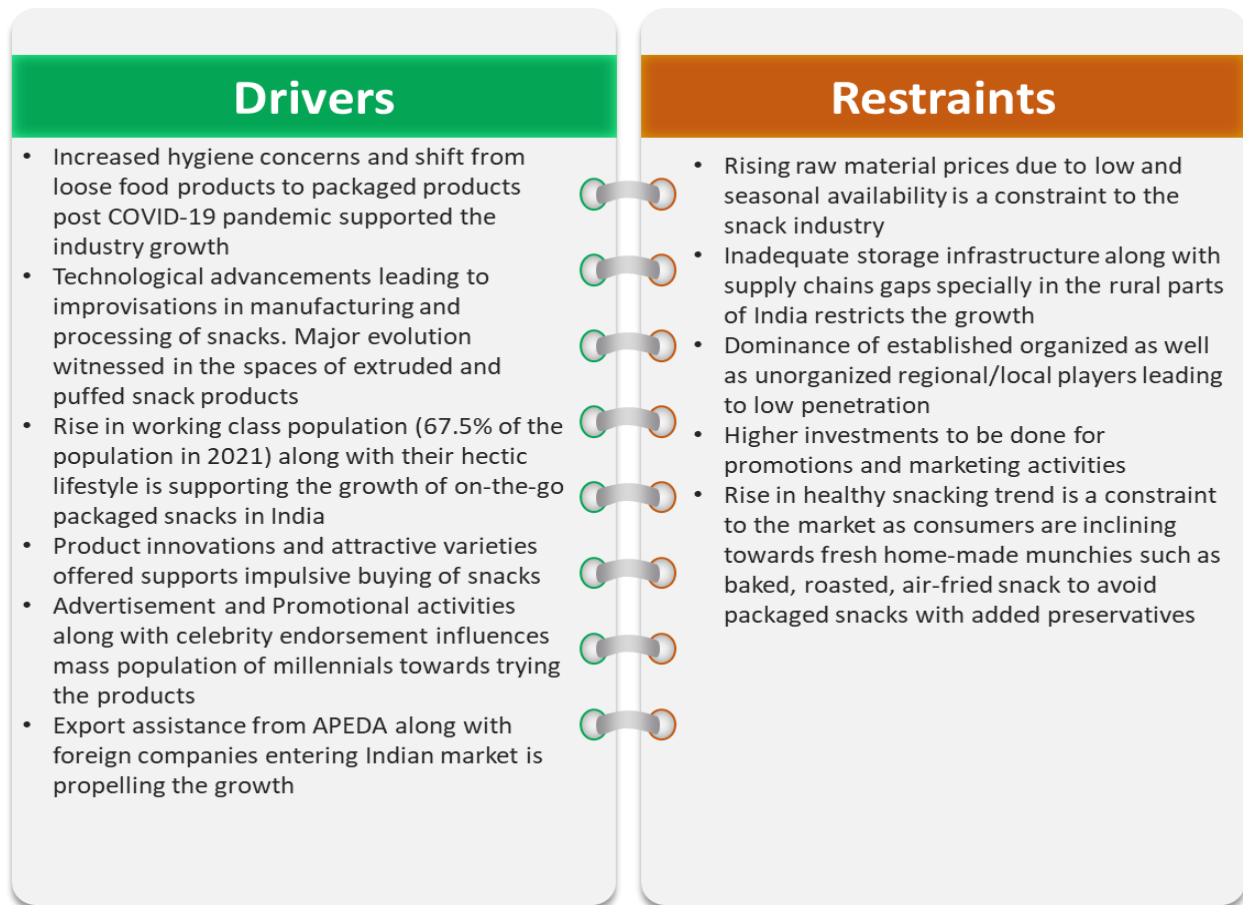 Drivers
• Increased hygiene concerns and shift from
loose food products to packaged products
post COVID-19 pandemic supported the
industry growth
• Technological advancements leading to
improvisations in manufacturing and
processing of snacks. Major evolution
witnessed in the spaces of extruded and
puffed snack products
• Rise in working class population (67.5% of the
population in 2021) along with their hectic
lifestyle is supporting the growth of on-the-go
packaged snacks in India
• Product innovations and attractive varieties
offered supports impulsive buying of snacks
• Advertisement and Promotional activities
along with celebrity endorsement influences
mass population of millennials towards trying
the products
• Export assistance from APEDA along with
foreign companies entering Indian market is
propelling the growth
Restraints
• Rising raw material prices due to low and
seasonal availability is a constraint to the
snack industry
• Inadequate storage infrastructure along with
supply chains gaps specially in the rural parts
of India restricts the growth
• Dominance of established organized as well
as unorganized regional/local players leading
to low penetration
• Higher investments to be done for
promotions and marketing activities
• Rise in healthy snacking trend is a constraint
to the market as consumers are inclining
towards fresh home-made munchies such as
baked, roasted, air-fried snack to avoid
packaged snacks with added preservatives